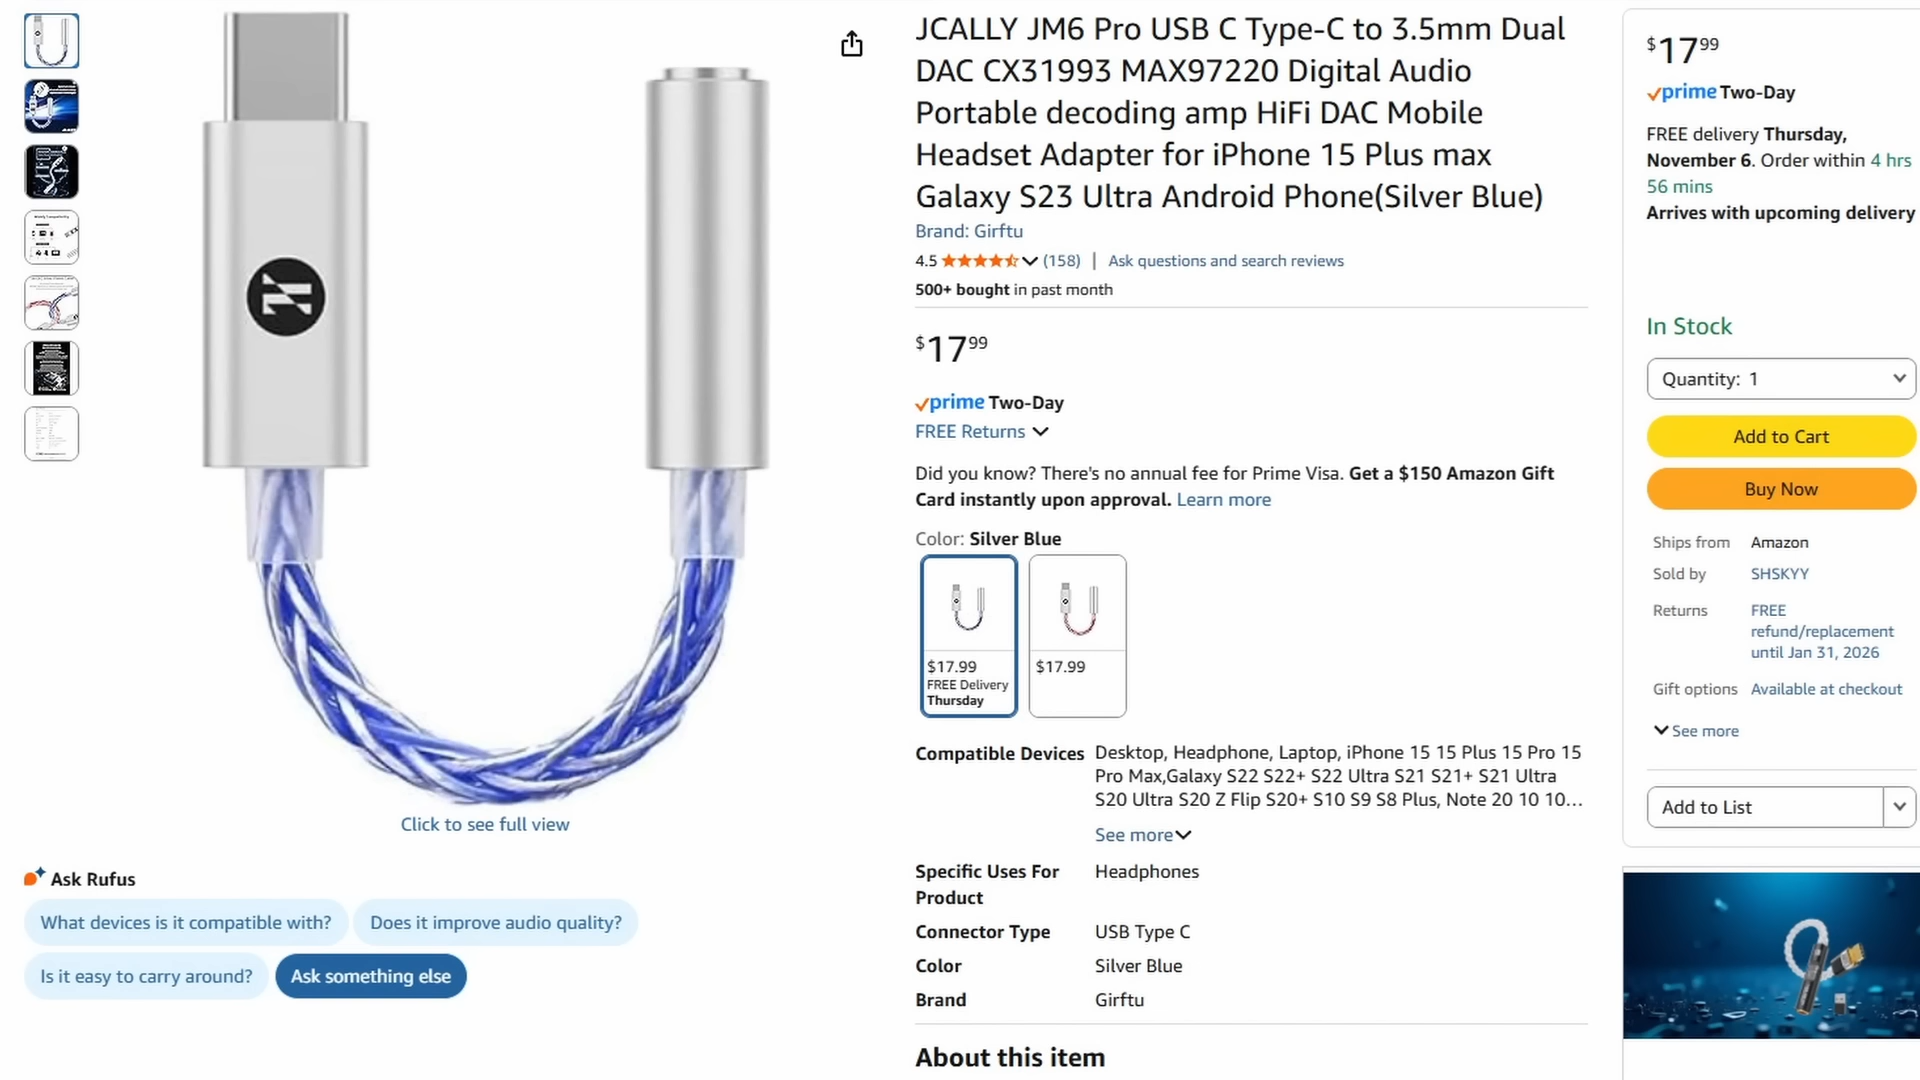 JCALLY JM6 Pro USB C Type-C to 3.5mm Dual
DAC CX31993 MAX97220 Digital Audio
Portable decoding amp HiFi DAC Mobile
Headset Adapter for iPhone 15 Plus max
Galaxy S23 Ultra Android Phone(Silver Blue)
Brand: Girftu
4.5 (158) | Ask questions and search reviews
500+ bought in past month
$17.99
prime Two-Day
FREE Returns
Did you know? There's no annual fee for Prime Visa. Get a $150 Amazon Gift
Card instantly upon approval. Learn more
Color: Silver Blue
$17.99
FREE Delivery
Thursday
$17.99
Compatible Devices Desktop, Headphone, Laptop, iPhone 15 15 Plus 15 Pro 15
Pro Max,Galaxy S22 S22+ S22 Ultra S21 S21+ S21 Ultra
S20 Ultra S20 Z Flip S20+ S10 S9 S8 Plus, Note 20 10 10...
See more
Specific Uses For Product Headphones
Connector Type USB Type C
Color Silver Blue
Brand Girftu
About this item
Click to see full view
Ask Rufus
What devices is it compatible with?
Does it improve audio quality?
Is it easy to carry around?
Ask something else
$17.99
prime Two-Day
FREE delivery Thursday,
November 6. Order within 4 hrs
56 mins
Arrives with upcoming delivery
In Stock
Quantity: 1
Add to Cart
Buy Now
Ships from Amazon
Sold by SHSKYY
Returns FREE
refund/replacement
until Jan 31, 2026
Gift options Available at checkout
See more
Add to List